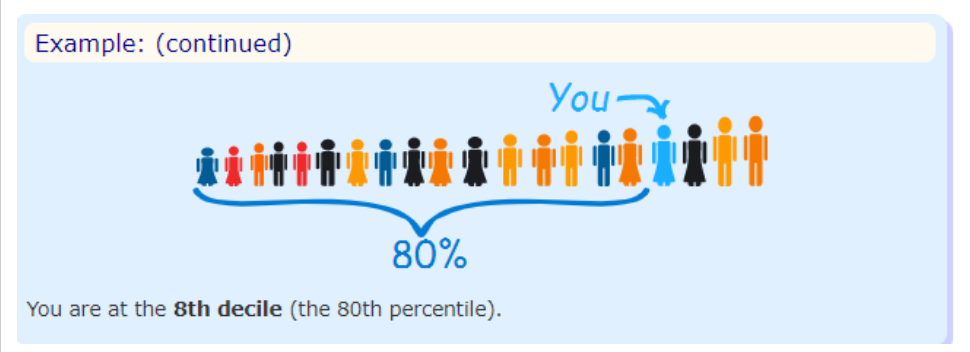 Example: (continued)
You
80%
You are at the 8th decile (the 80th percentile).